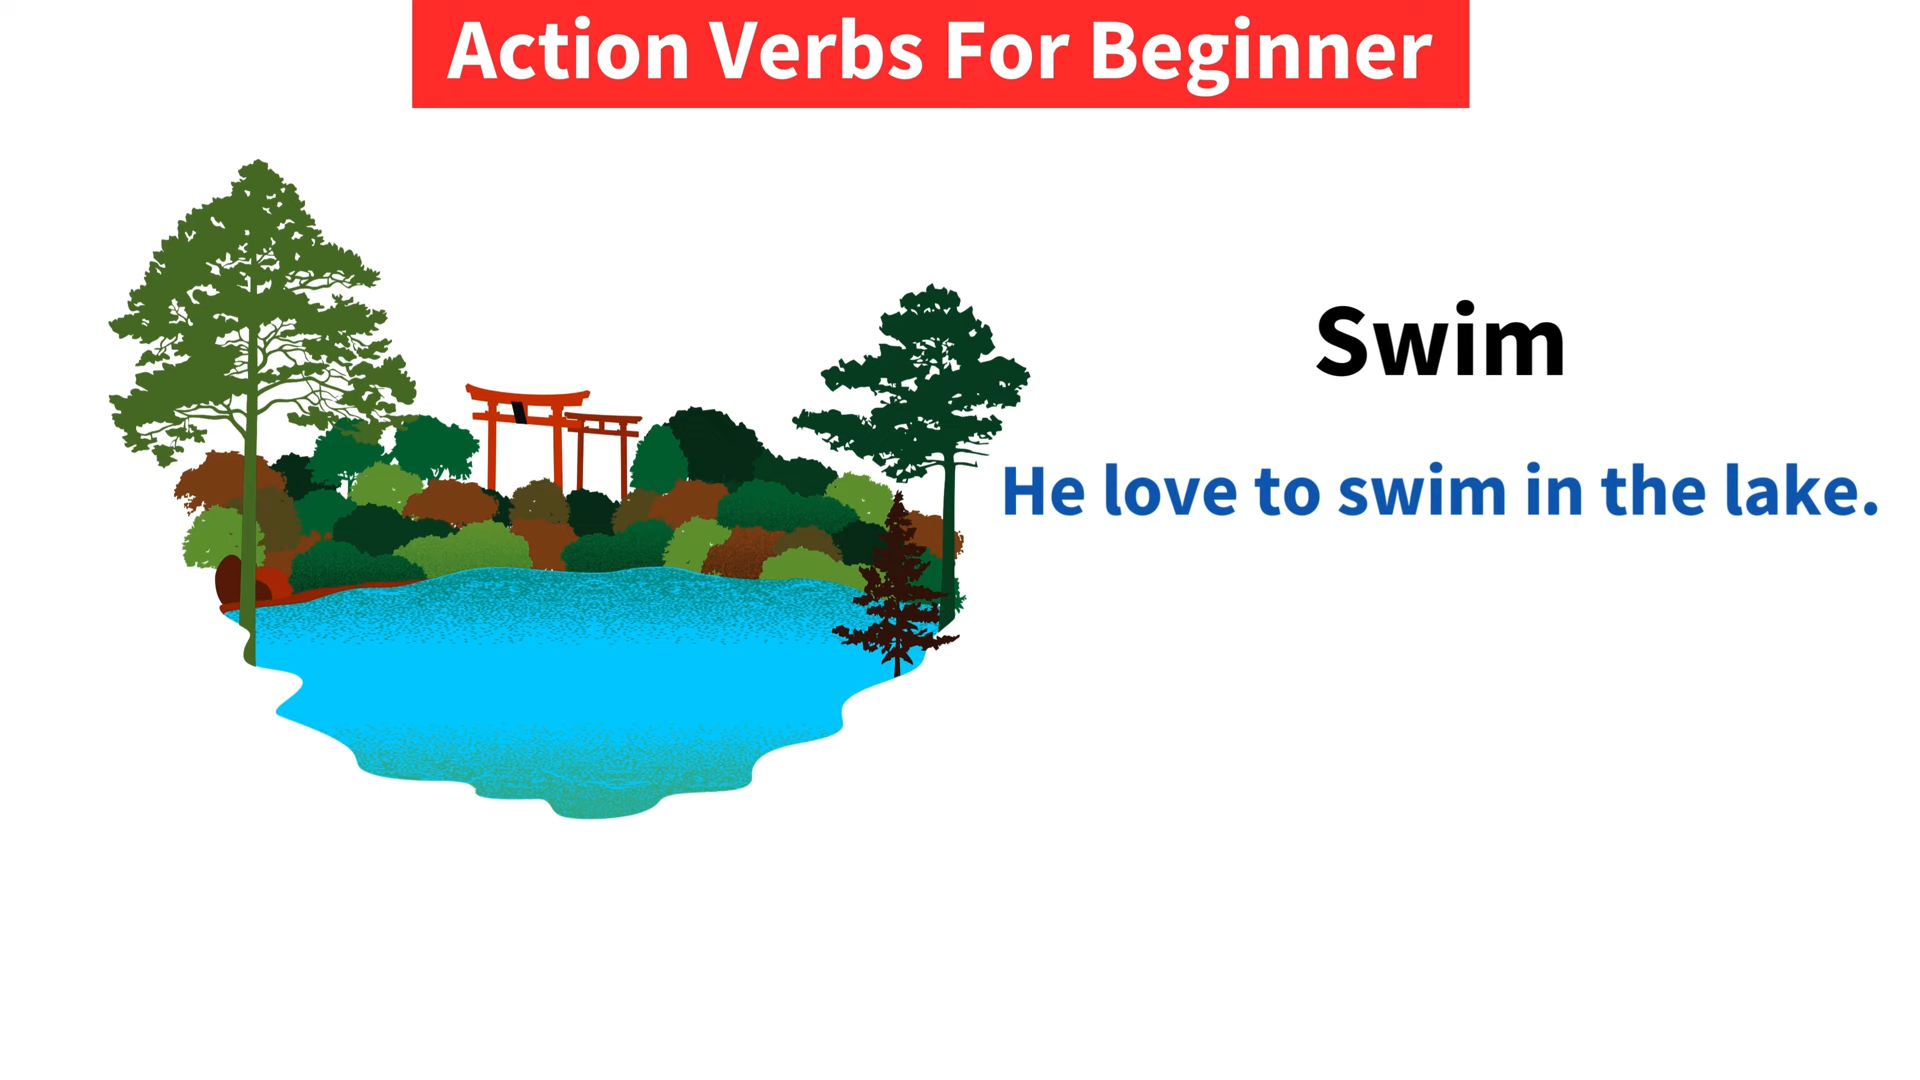 Action Verbs For Beginner
Swim
He love to swim in the lake.